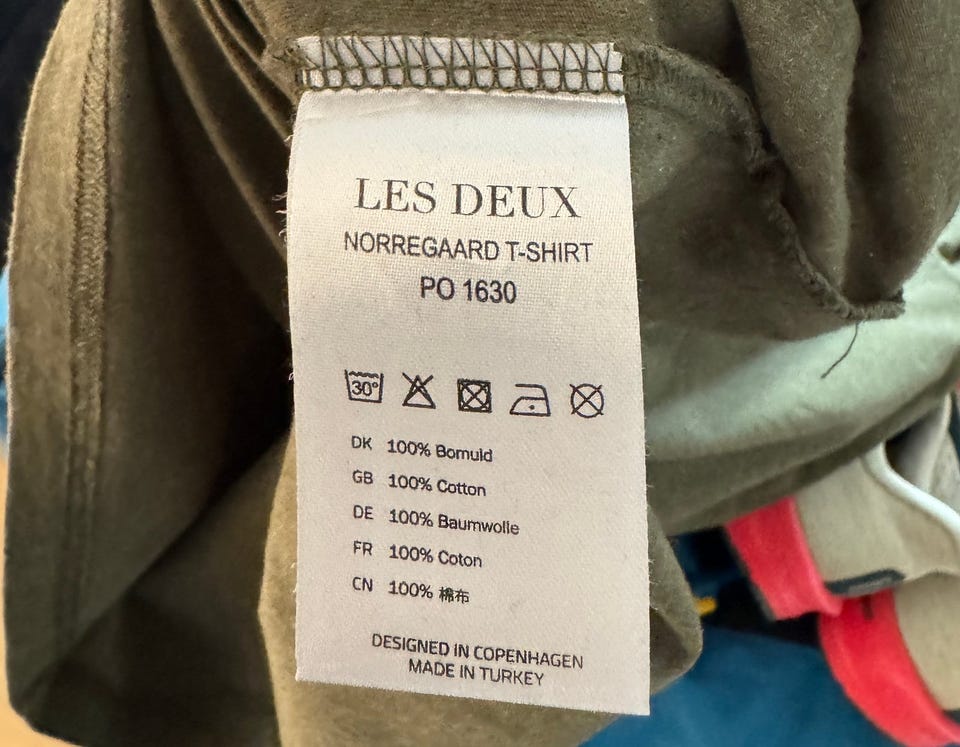 LES DEUX
NORREGAARD T-SHIRT
PO 1630
30°
DK 100% Bomuld
GB 100% Cotton
DE 100% Baumwolle
FR 100% Coton
CN 100% 棉布
DESIGNED IN COPENHAGEN
MADE IN TURKEY